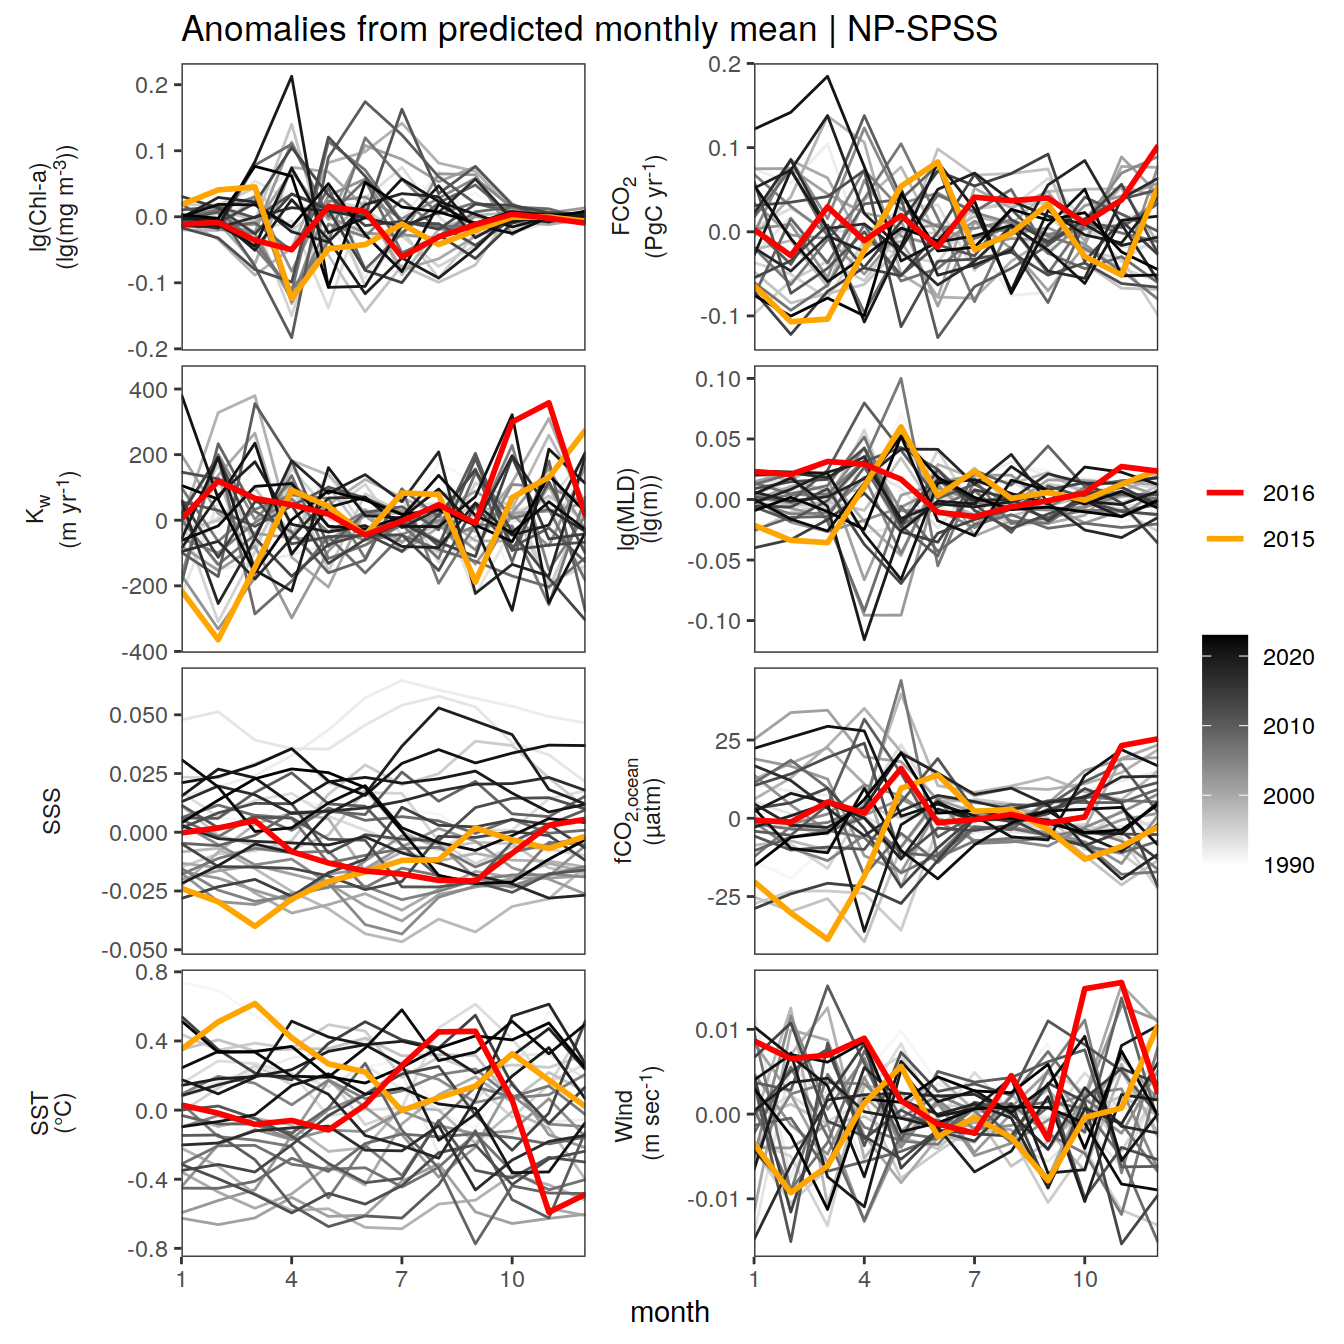 Anomalies from predicted monthly mean | NP-SPSS
lg(Chl-a)
(lg(mg m⁻³))
0.2
0.1
0.0
-0.1
-0.2
FCO₂
(PgC yr⁻¹)
0.2
0.1
0.0
-0.1
K_w
(m yr⁻¹)
400
200
0
-200
-400
lg(MLD)
(lg(m))
0.10
0.05
0.00
-0.05
-0.10
SSS
0.050
0.025
0.000
-0.025
-0.050
fCO₂,ocean
(µatm)
25
0
-25
SST
(°C)
0.8
0.4
0.0
-0.4
-0.8
Wind
(m sec⁻¹)
0.01
0.00
-0.01
1 4 7 10
1 4 7 10
month
2016
2015
2020
2010
2000
1990